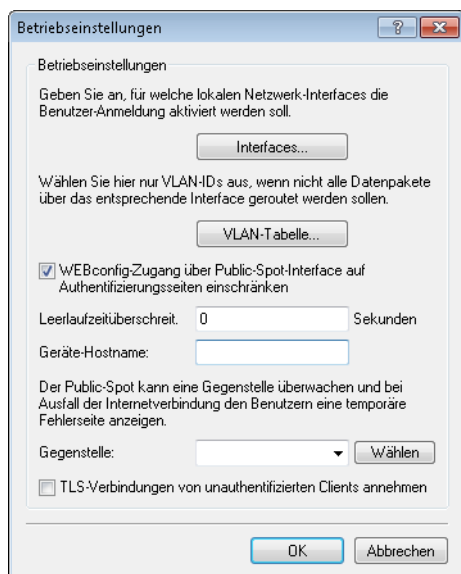 Betriebseinstellungen
Betriebseinstellungen
Geben Sie an, für welche lokalen Netzwerk-Interfaces die
Benutzer-Anmeldung aktiviert werden soll.
Interfaces...
Wählen Sie hier nur VLAN-IDs aus, wenn nicht alle Datenpakete
über das entsprechende Interface geroutet werden sollen.
VLAN-Tabelle...
WEBconfig-Zugang über Public-Spot-Interface auf
Authentifizierungsseiten einschränken
Leerlaufzeitüberschreit. 0 Sekunden
Geräte-Hostname:
Der Public-Spot kann eine Gegenstelle überwachen und bei
Ausfall der Internetverbindung den Benutzern eine temporäre
Fehlerseite anzeigen.
Gegenstelle: Wählen
TLS-Verbindungen von unauthentifizierten Clients annehmen
OK Abbrechen